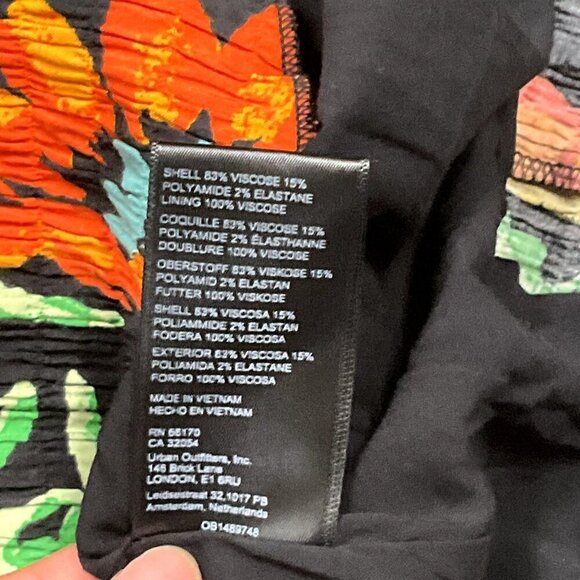 SHELL 83% VISCOSE 15%
POLYAMIDE 2% ELASTANE
LINING 100% VISCOSE
COQUILLE 83% VISCOSE 15%
POLYAMIDE 2% ÉLASTHANNE
DOUBLURE 100% VISCOSE
OBERSTOFF 83% VISKOSE 15%
POLYAMID 2% ELASTAN
FUTTER 100% VISKOSE
SHELL 83% VISCOSA 15%
POLIAMMIDE 2% ELASTAN
FODERA 100% VISCOSA
EXTERIOR 83% VISCOSA 15%
POLIAMIDA 2% ELASTAN
FORRO 100% VISCOSA
MADE IN VIETNAM
HECHO EN VIETNAM
RN 66170
CA 32054
Urban Outfitters, Inc.
146 Brick Lane
LONDON, E1 6RU
Leidsestraat 32,1017 PB
Amsterdam, Netherlands
OB1489748